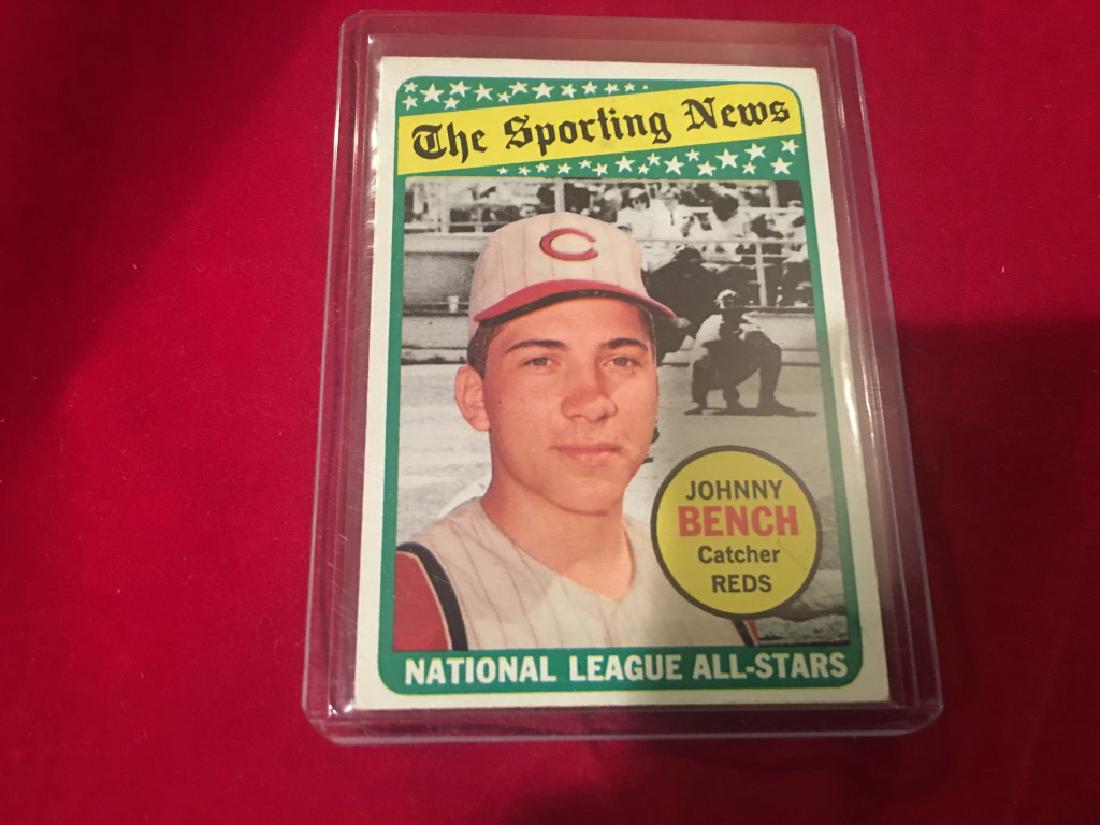 The Sporting News
C
JOHNNY
BENCH
Catcher
REDS
NATIONAL LEAGUE ALL-STARS